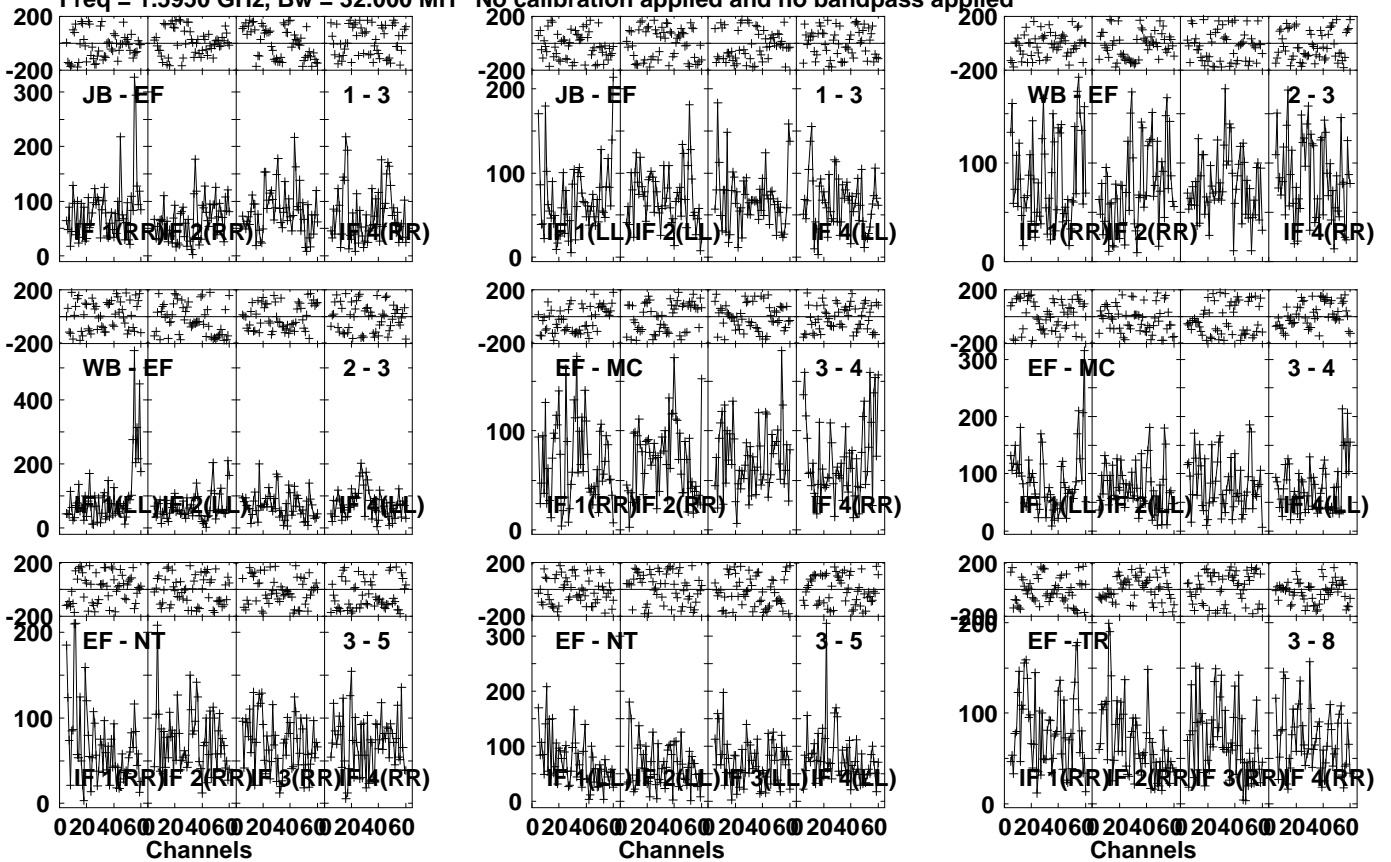 Freq = 1.5950 GHz, Bw = 32.000 MH No calibration applied and no bandpass applied
200 200 200
-200 -200 -200
300 JB - EF 1 - 3 200 JB - EF 1 - 3 WB - EF 2 - 3
200
100 100 100
IF 1(RR) IF 2(RR) IF 4(RR) IF 1(LL) IF 2(LL) IF 4(LL) IF 1(RR) IF 2(RR) IF 4(RR)
0 0 0
200 200 200
-200 -200 -200
WB - EF 2 - 3 EF - MC 3 - 4 300 EF - MC 3 - 4
400 100 200
200 100
IF 1(LL) IF 2(LL) IF 4(LL) IF 1(RR) IF 2(RR) IF 4(RR) IF 1(LL) IF 2(LL) IF 4(LL)
0 0 0
200 200 200
-200 -200 -200
200 EF - NT 3 - 5 300 EF - NT 3 - 5 200 EF - TR 3 - 8
100 200 100
100
IF 1(RR) IF 2(RR) IF 3(RR) IF 4(RR) IF 1(LL) IF 2(LL) IF 3(LL) IF 4(LL) IF 1(RR) IF 2(RR) IF 3(RR) IF 4(RR)
0 0 0
0 20 40 60 0 20 40 60 0 20 40 60 0 20 40 60 0 20 40 60 0 20 40 60 0 20 40 60 0 20 40 60 0 20 40 60 0 20 40 60 0 20 40 60 0 20 40 60
Channels Channels Channels